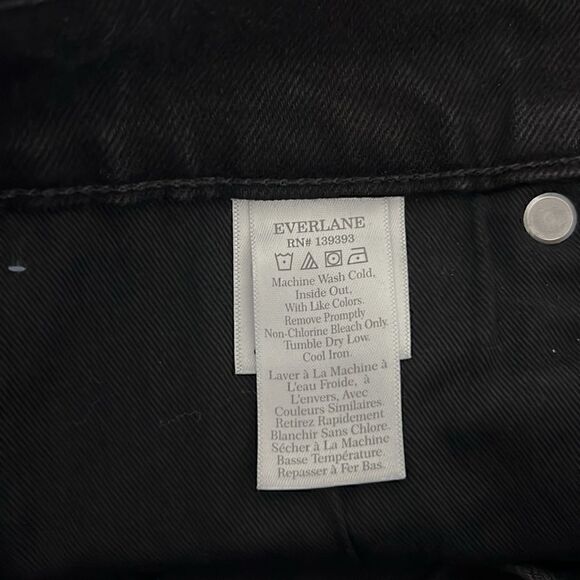 EVERLANE
RN# 139393
Machine Wash Cold,
Inside Out,
With Like Colors.
Remove Promptly
Non-Chlorine Bleach Only.
Tumble Dry Low.
Cool Iron.
Laver à La Machine à
L'eau Froide, à
L'envers, Avec
Couleurs Similaires.
Retirez Rapidement
Blanchir Sans Chlore.
Sécher à La Machine
Basse Température
Repasser à Fer Bas.